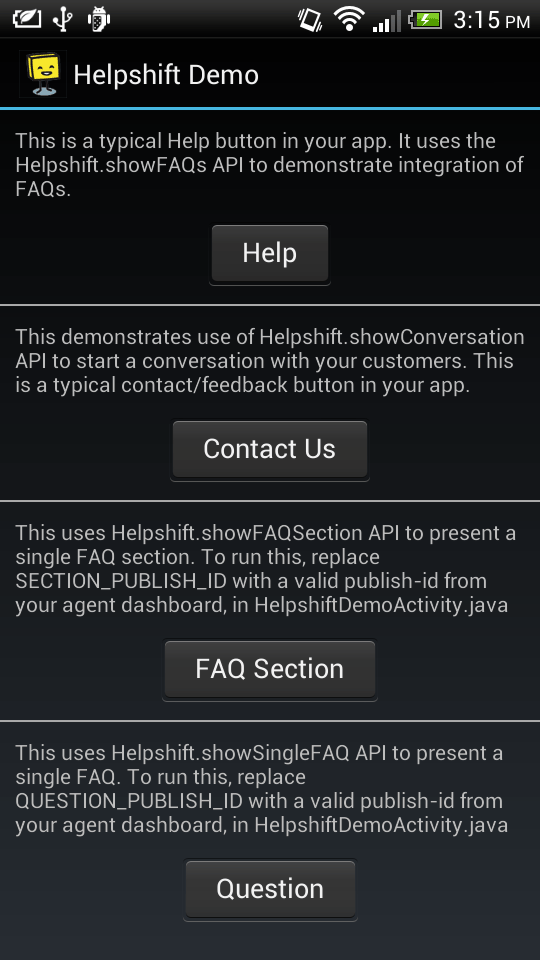 3:15 PM
Helpshift Demo
This is a typical Help button in your app. It uses the
Helpshift.showFAQs API to demonstrate integration of
FAQs.
Help
This demonstrates use of Helpshift.showConversation
API to start a conversation with your customers. This
is a typical contact/feedback button in your app.
Contact Us
This uses Helpshift.showFAQSection API to present a
single FAQ section. To run this, replace
SECTION_PUBLISH_ID with a valid publish-id from
your agent dashboard, in HelpshiftDemoActivity.java
FAQ Section
This uses Helpshift.showSingleFAQ API to present a
single FAQ. To run this, replace
QUESTION_PUBLISH_ID with a valid publish-id from
your agent dashboard, in HelpshiftDemoActivity.java
Question